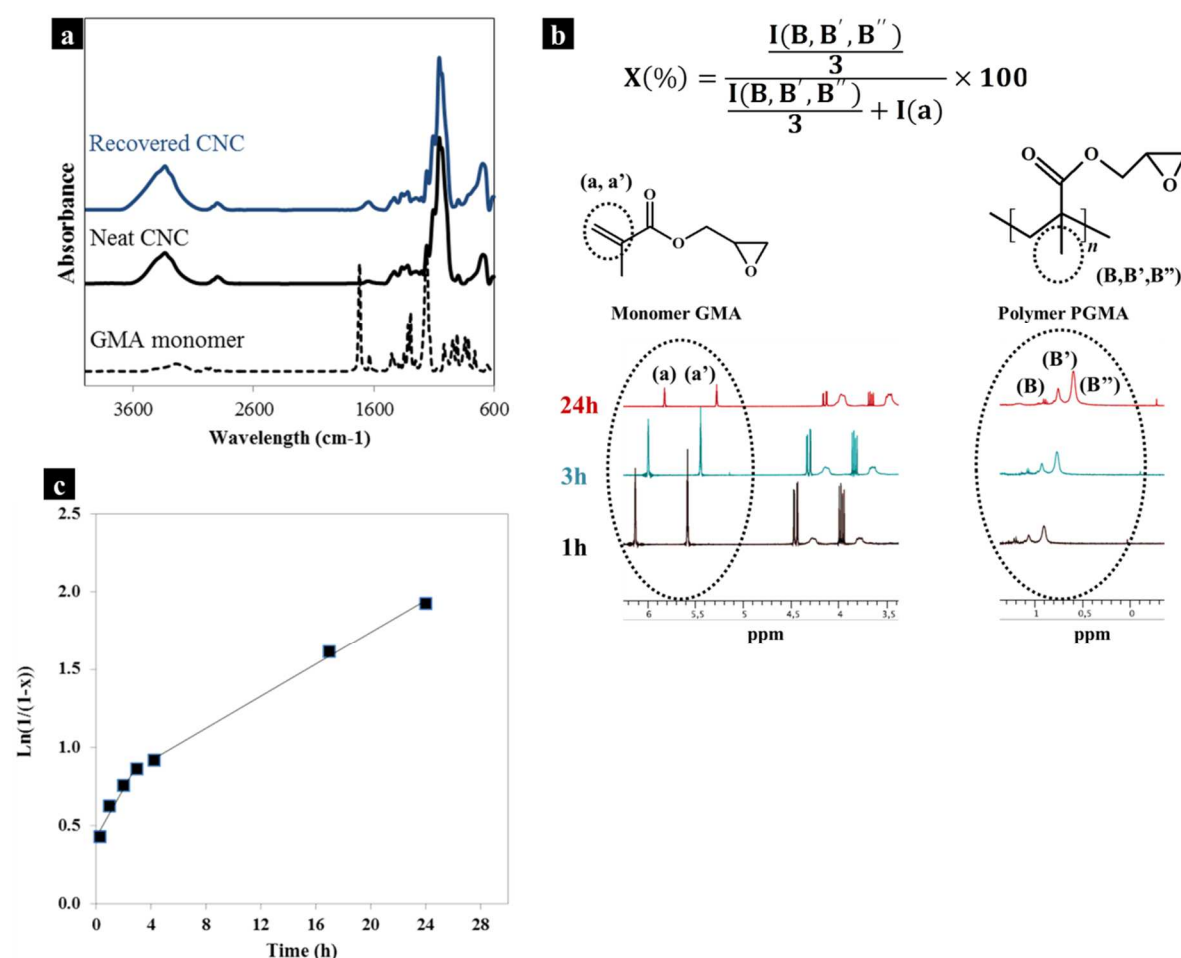 a
Recovered CNC
Neat CNC
GMA monomer
Absorbance
3600 2600 1600 600
Wavelength (cm-1)
b
X(%) = (I(B, B′, B′′)/3) / (I(B, B′, B′′)/3 + I(a)) × 100
(a, a’)
O
O
O
Monomer GMA
O
O
O
n
(B,B’,B”)
Polymer PGMA
(a) (a’)
(B) (B’) (B”)
24h
3h
1h
6 5,5 5 4,5 4 3,5
ppm
1 0,5 0
ppm
c
Ln(1/(1-x))
2.5
2.0
1.5
1.0
0.5
0.0
0 4 8 12 16 20 24 28
Time (h)